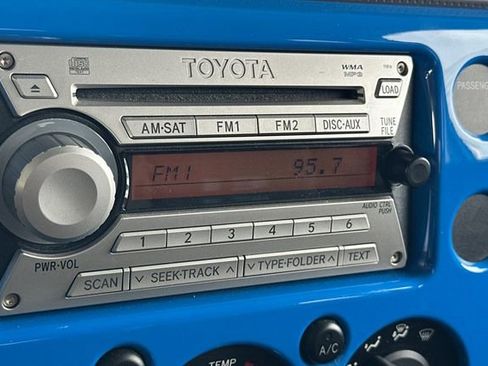 TOYOTA
WMA
MP3
LOAD
AM·SAT FM1 FM2 DISC·AUX
TUNE
FILE
FM1 95.7
AUDIO CTRL
PUSH
1 2 3 4 5 6
PWR·VOL
SCAN ∨ SEEK·TRACK ∧ ∨ TYPE·FOLDER ∧ TEXT
PASSENG
A/C
TEMP